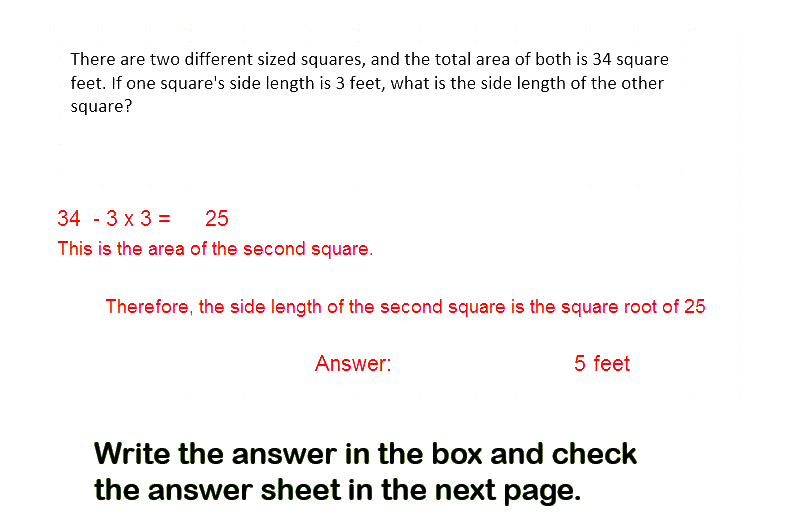 There are two different sized squares, and the total area of both is 34 square
feet. If one square's side length is 3 feet, what is the side length of the other
square?
34 - 3 x 3 = 25
This is the area of the second square.
Therefore, the side length of the second square is the square root of 25
Answer: 5 feet
Write the answer in the box and check
the answer sheet in the next page.